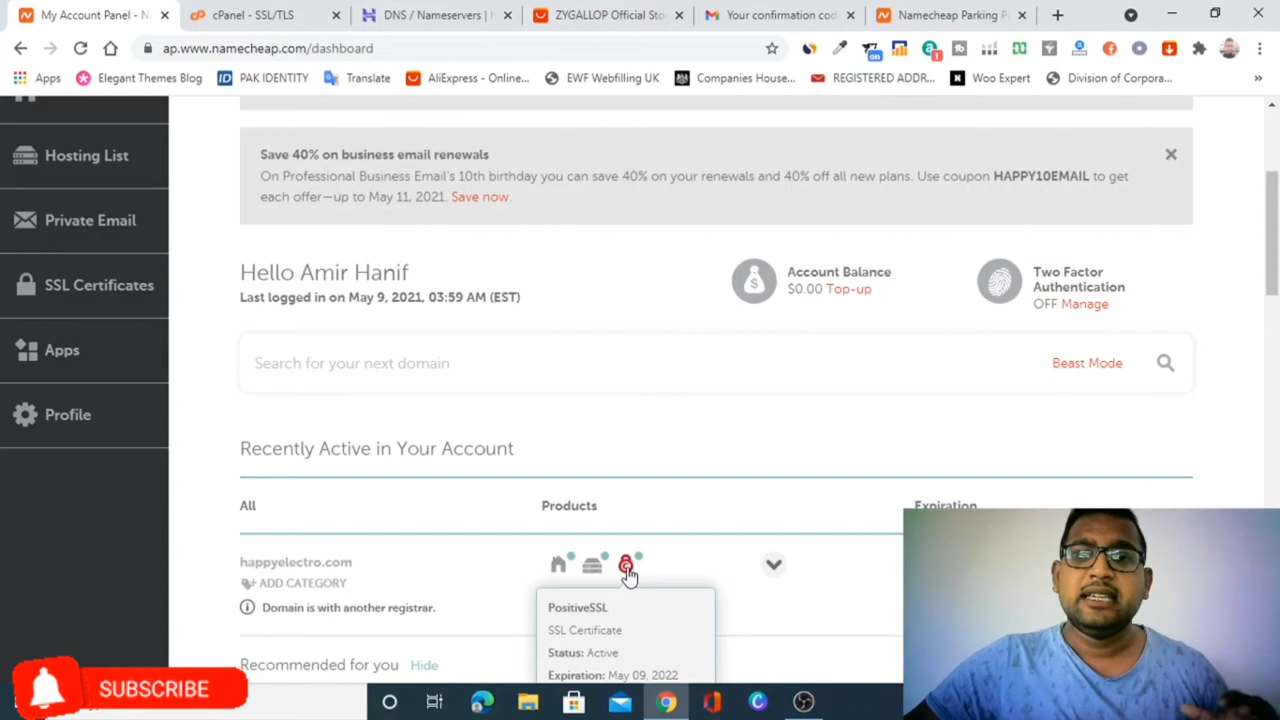 My Account Panel - N
cPanel - SSL/TLS
DNS / Nameservers | h
ZYGALLOP Official Sto
Your confirmation cod
Namecheap Parking P
ap.www.namecheap.com/dashboard
on
1
Apps
Elegant Themes Blog
PAK IDENTITY
Translate
AliExpress - Online...
EWF Webfilling UK
Companies House...
REGISTERED ADDR...
Woo Expert
Division of Corpora...
Hosting List
Private Email
SSL Certificates
Apps
Profile
Save 40% on business email renewals
On Professional Business Email's 10th birthday you can save 40% on your renewals and 40% off all new plans. Use coupon HAPPY10EMAIL to get
each offer—up to May 11, 2021. Save now.
Hello Amir Hanif
Last logged in on May 9, 2021, 03:59 AM (EST)
Account Balance
$0.00 Top-up
Two Factor
Authentication
OFF Manage
Search for your next domain
Beast Mode
Recently Active in Your Account
All
Products
Expiration
happyelectro.com
ADD CATEGORY
Domain is with another registrar.
PositiveSSL
SSL Certificate
Status: Active
Expiration: May 09, 2022
Recommended for you Hide
SUBSCRIBE